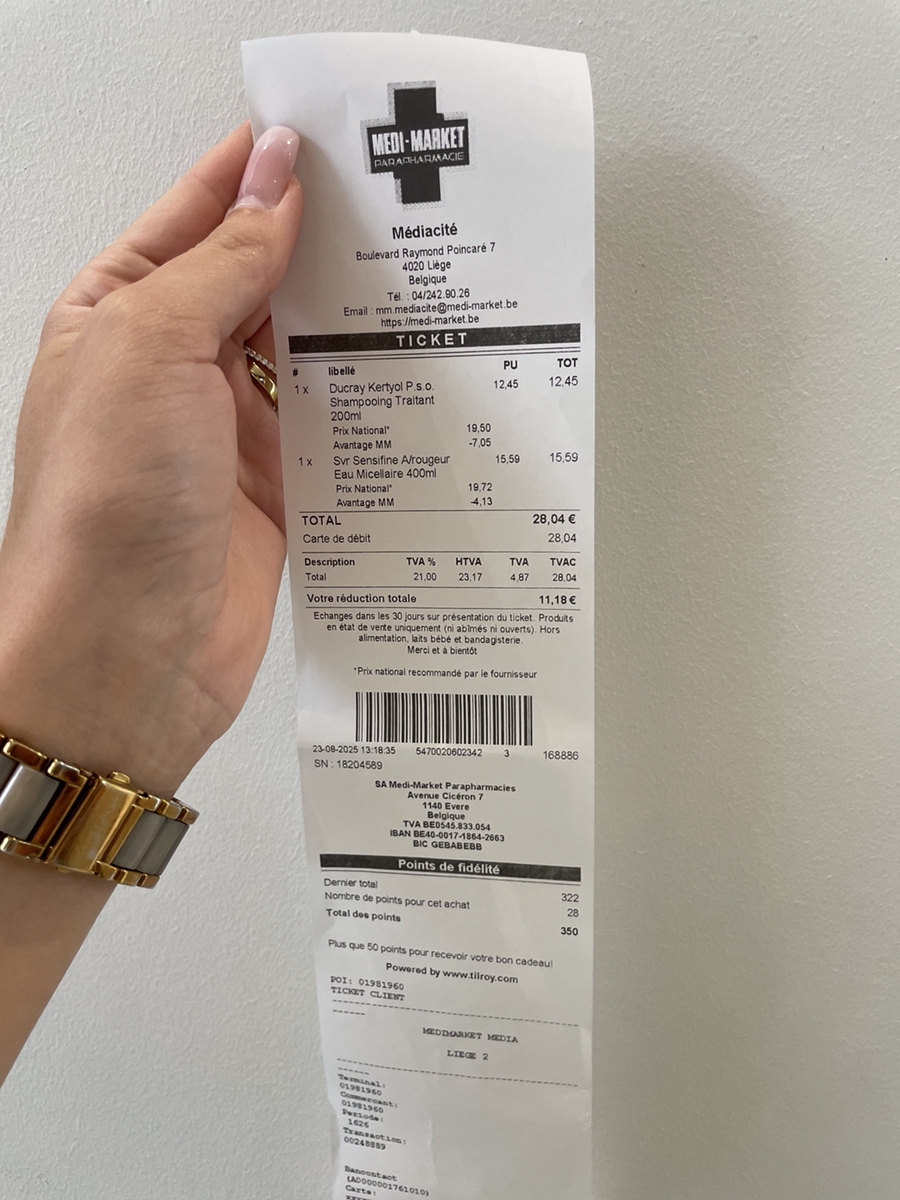 MEDI-MARKET
PARAPHARMACIE
Médiacité
Boulevard Raymond Poincaré 7
4020 Liège
Belgique
Tél. : 04/242.90.26
Email : mm.mediacite@medi-market.be
https://medi-market.be
TICKET
# libellé PU TOT
1 x Ducray Kertyol P.s.o. 12,45 12,45
Shampooing Traitant
200ml
Prix National* 19,50
Avantage MM -7,05
1 x Svr Sensifine A/rougeur 15,59 15,59
Eau Micellaire 400ml
Prix National* 19,72
Avantage MM -4,13
TOTAL 28,04 €
Carte de débit 28,04
Description TVA % HTVA TVA TVAC
Total 21,00 23,17 4,87 28,04
Votre réduction totale 11,18 €
Echanges dans les 30 jours sur présentation du ticket. Produits
en état de vente uniquement (ni abîmés ni ouverts). Hors
alimentation, laits bébé et bandagisterie.
Merci et à bientôt
*Prix national recommandé par le fournisseur
23-08-2025 13:18:35 5470020602342 3 168886
SN : 18204589
SA Medi-Market Parapharmacies
Avenue Cicéron 7
1140 Evere
Belgique
TVA BE0545.833.054
IBAN BE40-0017-1864-2663
BIC GEBABEBB
Points de fidélité
Dernier total 322
Nombre de points pour cet achat 28
Total des points 350
Plus que 50 points pour recevoir votre bon cadeau!
Powered by www.tilroy.com
POI: 01981960
TICKET CLIENT
MEDIMARKET MEDIA
LIEGE 2
Terminal:
01981960
Commercant:
01981960
Periode:
1626
Transaction:
00248889
Bancontact
(A0000001761010)
Carte: